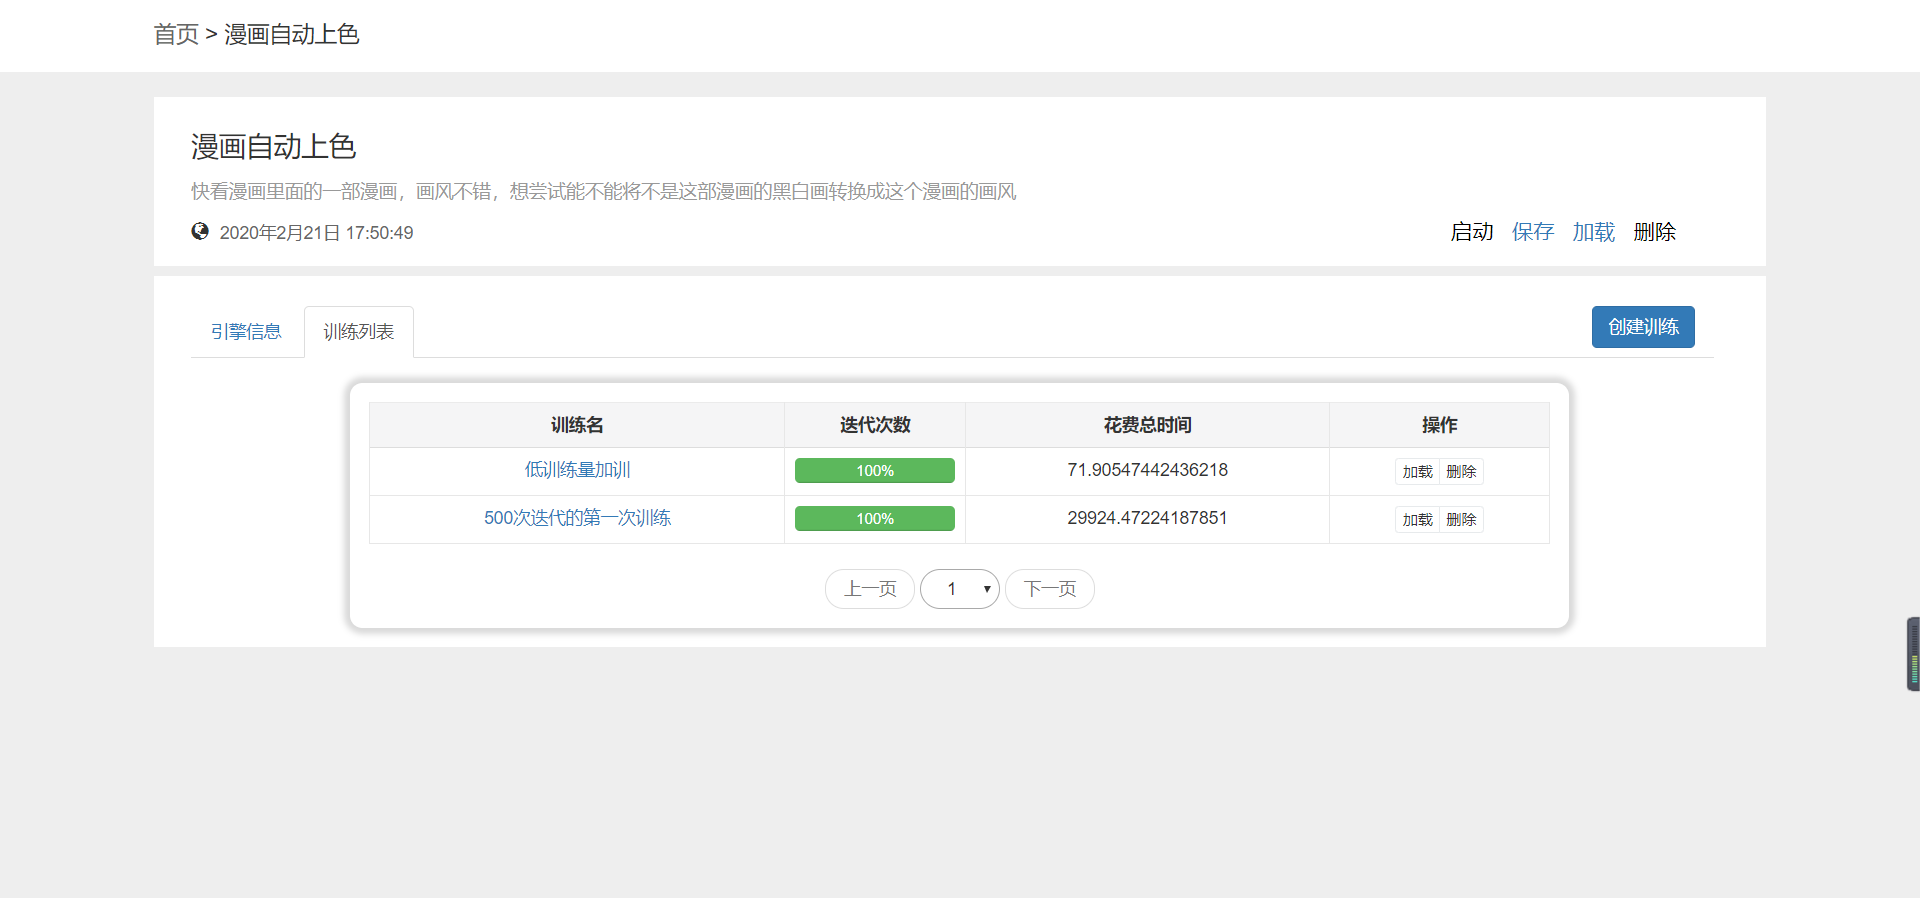 首页 > 漫画自动上色
漫画自动上色
快看漫画里面的一部漫画，画风不错，想尝试能不能将不是这部漫画的黑白画转换成这个漫画的画风
2020年2月21日 17:50:49
启动 保存 加载 删除
引擎信息 训练列表 创建训练
训练名 迭代次数 花费总时间 操作
低训练量加训 100% 71.90547442436218 加载 删除
500次迭代的第一次训练 100% 29924.47224187851 加载 删除
上一页 1 下一页